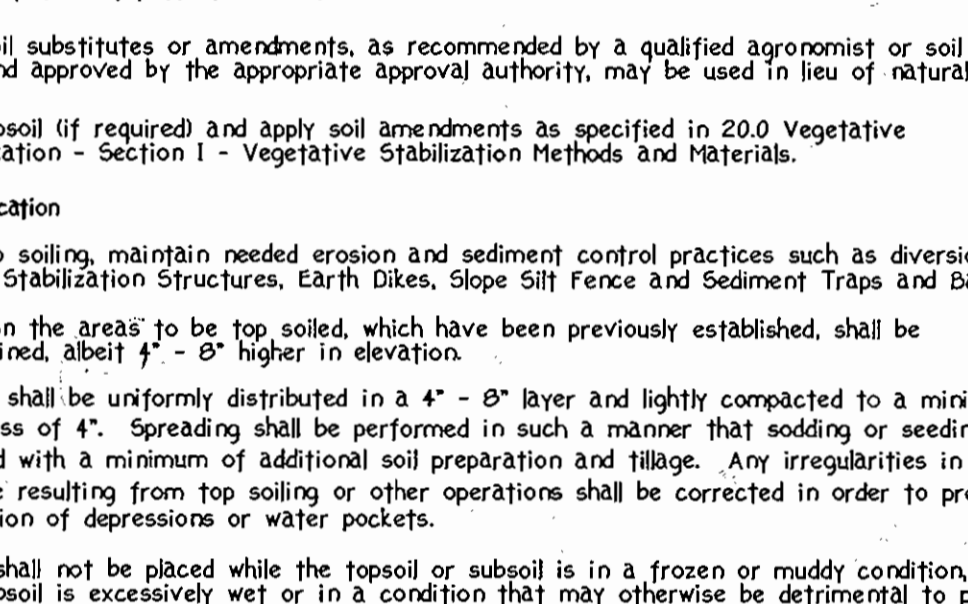 il substitutes or amendments, as recommended by a qualified agronomist or soil
nd approved by the appropriate approval authority, may be used in lieu of natural
osoil (if required) and apply soil amendments as specified in 20.0 Vegetative
ation - Section I - Vegetative Stabilization Methods and Materials.
cation
soiling, maintain needed erosion and sediment control practices such as diversi
Stabilization Structures, Earth Dikes, Slope Silt Fence and Sediment Traps and Ba
n the areas to be top soiled, which have been previously established, shall be
ined, albeit 4" - 8" higher in elevation.
shall be uniformly distributed in a 4" - 8" layer and lightly compacted to a mini
ss of 4". Spreading shall be performed in such a manner that sodding or seedin
d with a minimum of additional soil preparation and tillage. Any irregularities in
resulting from top soiling or other operations shall be corrected in order to pre
ion of depressions or water pockets.
shall not be placed while the topsoil or subsoil is in a frozen or muddy condition,
osoil is excessively wet or in a condition that may otherwise be detrimental to p